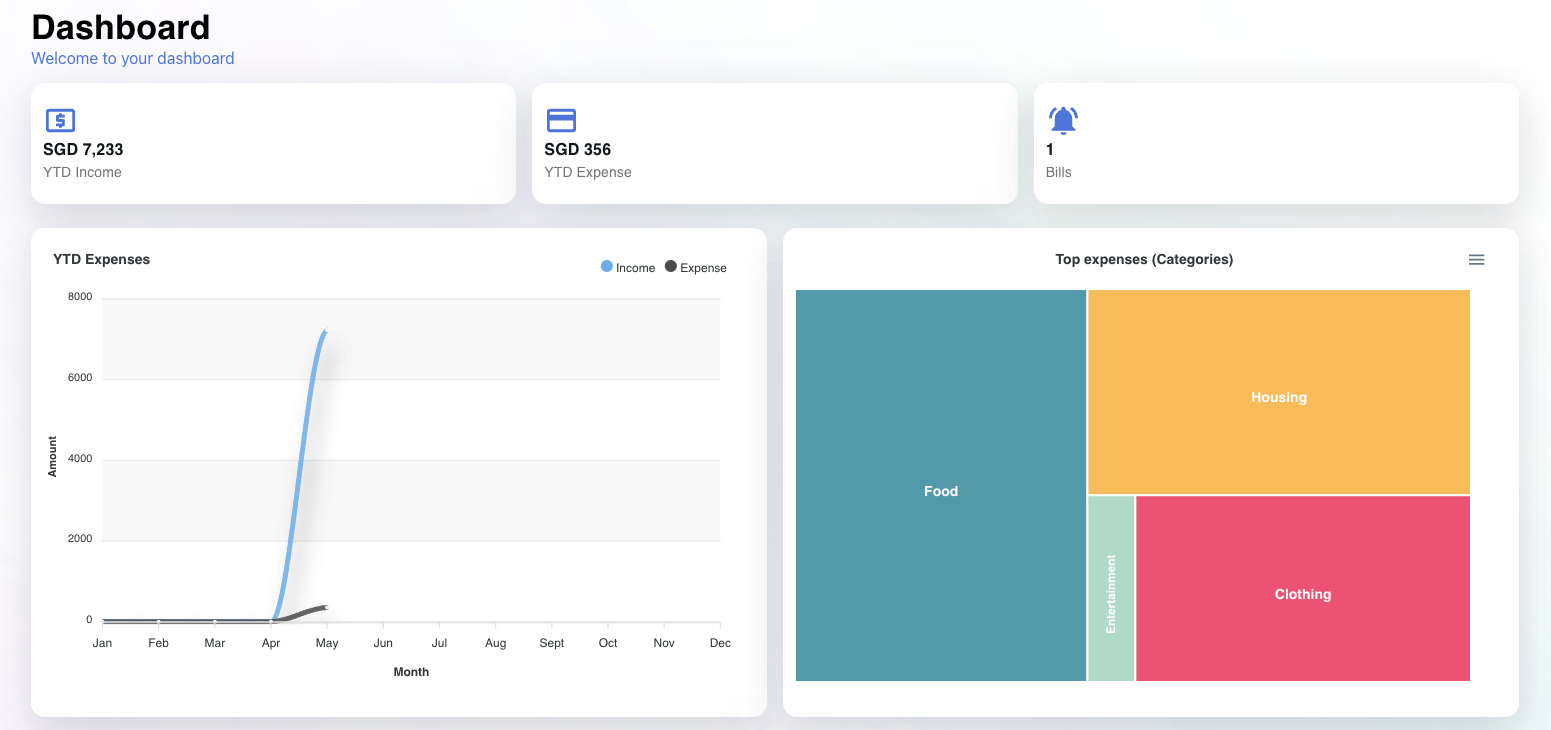 Dashboard
Welcome to your dashboard
SGD 7,233
YTD Income
SGD 356
YTD Expense
1
Bills
YTD Expenses
Income Expense
8000
6000
4000
2000
0
Amount
Jan Feb Mar Apr May Jun Jul Aug Sept Oct Nov Dec
Month
Top expenses (Categories)
Food
Housing
Entertainment
Clothing